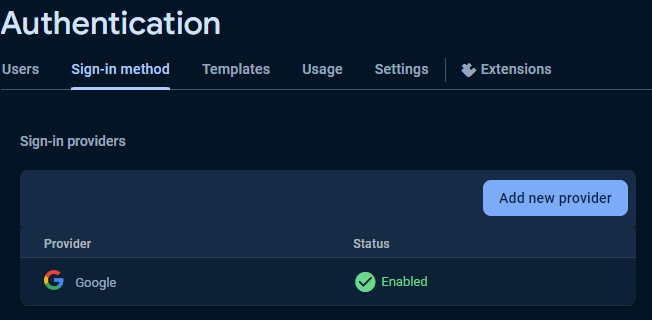 Authentication
Users Sign-in method Templates Usage Settings Extensions
Sign-in providers
Add new provider
Provider Status
Google Enabled